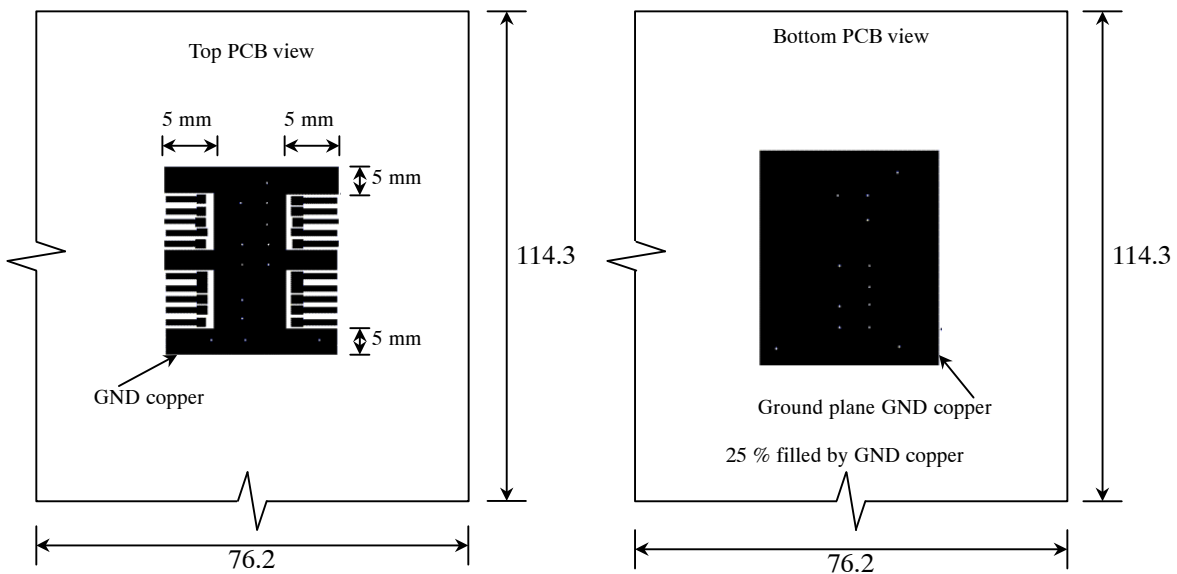 Top PCB view
5 mm
5 mm
5 mm
114.3
5 mm
GND copper
76.2
Bottom PCB view
114.3
Ground plane GND copper
25 % filled by GND copper
76.2